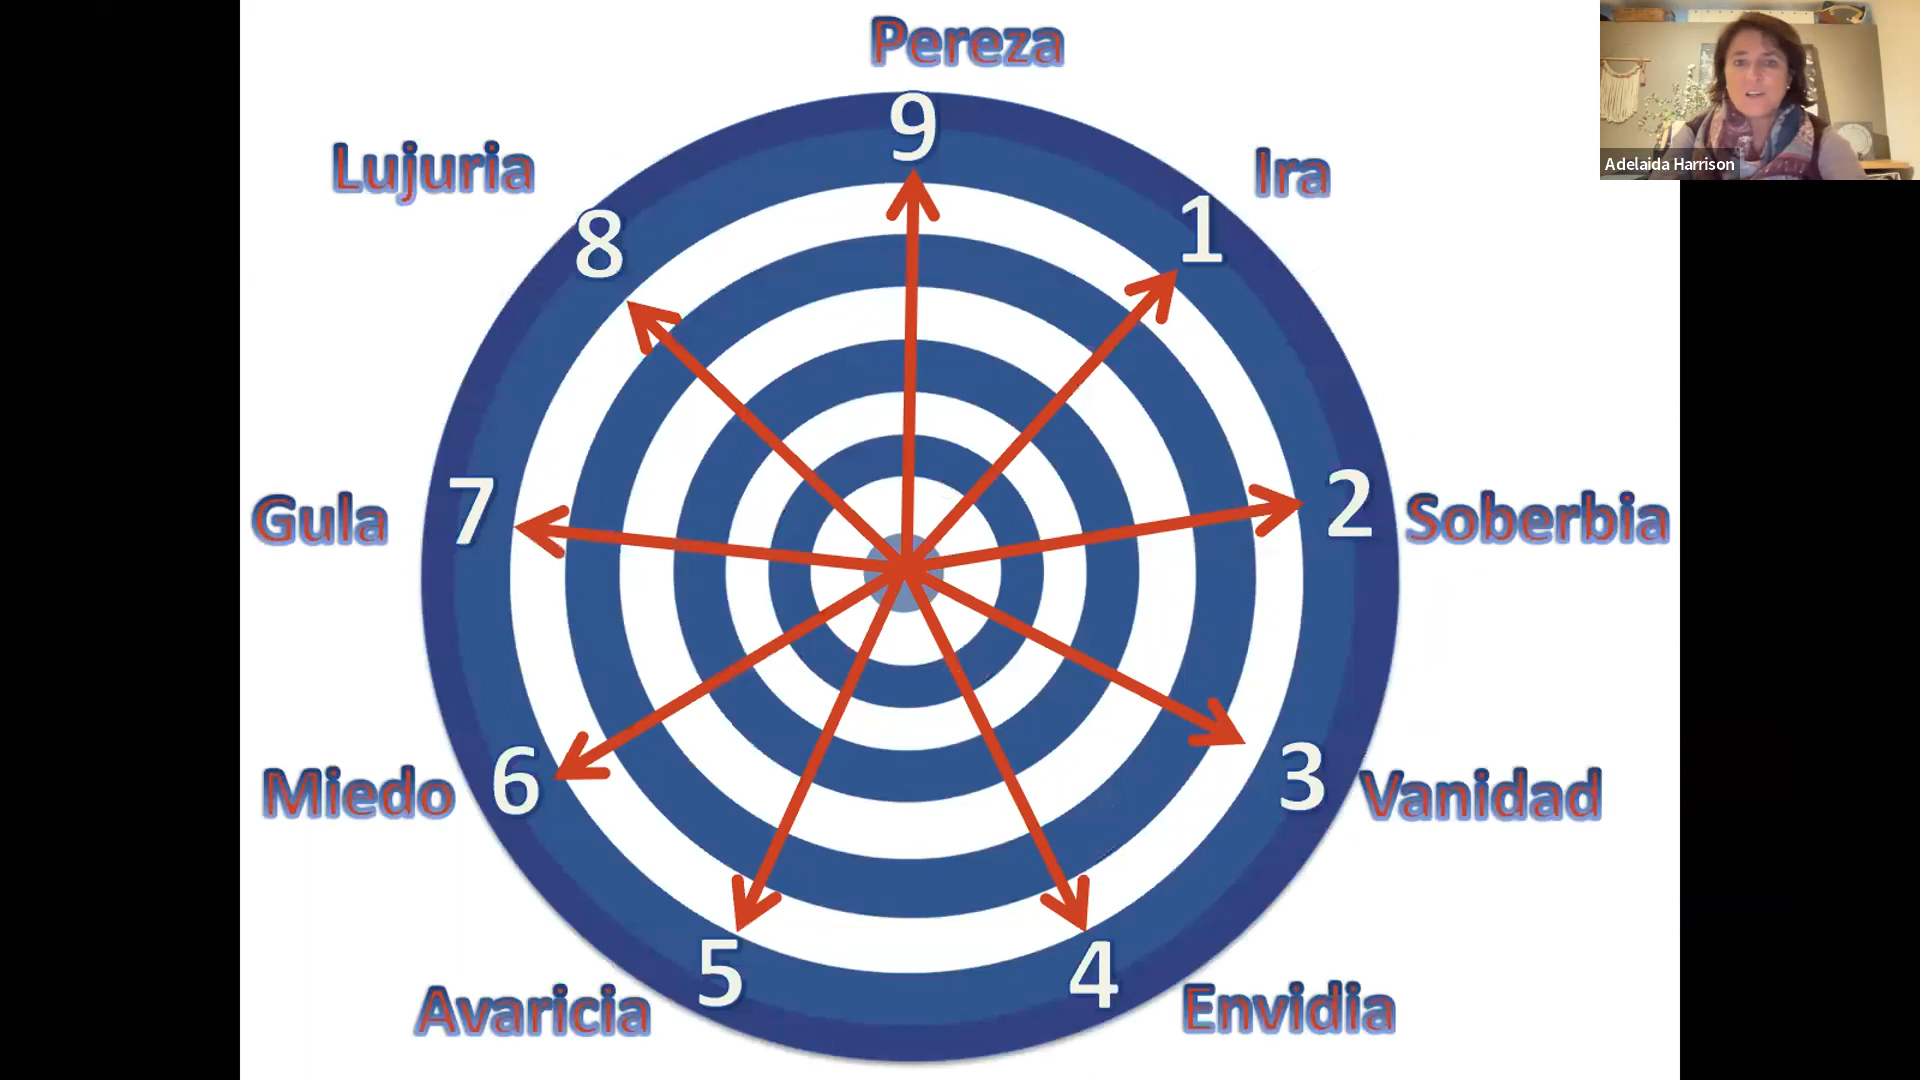 Pereza
9
Adelaida Harrison
Lujuria
Ira
8
1
Gula
7
2
Soberbia
Miedo
6
3
Vanidad
5
4
Avaricia
Envidia